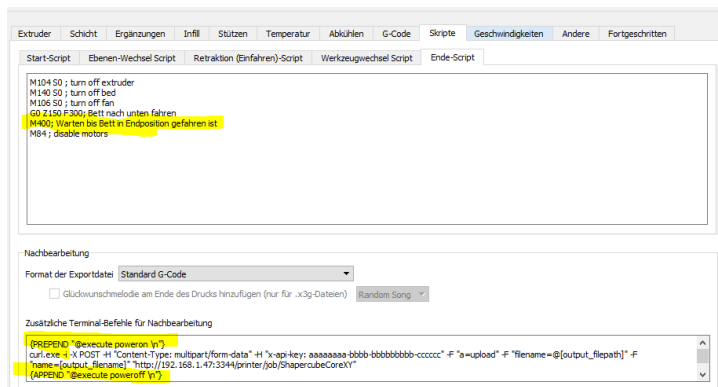 Extruder Schicht Ergänzungen Infill Stützen Temperatur Abkühlen G-Code Skripte Geschwindigkeiten Andere Fortgeschritten
Start-Script Ebenen-Wechsel Script Retraktion (Einfahren)-Script Werkzeugwechsel Script Ende-Script
M104 S0 ; turn off extruder
M140 S0 ; turn off bed
M106 S0 ; turn off fan
G0 Z150 F300; Bett nach unten fahren
M400; Warten bis Bett in Endposition gefahren ist
M84 ; disable motors
Nachbearbeitung
Format der Exportdatei Standard G-Code
Glückwunschmelodie am Ende des Drucks hinzufügen (nur für .x3g-Dateien) Random Song
Zusätzliche Terminal-Befehle für Nachbearbeitung
{PREPEND "@execute poweron \n"}
curl.exe -i -X POST -H "Content-Type: multipart/form-data" -H "x-api-key: aaaaaaaa-bbbb-bbbbbbbbb-cccccc" -F "a=upload" -F "filename=@[output_filepath]" -F
"name=[output_filename]" "http://192.168.1.47:3344/printer/job/ShapercubeCoreXY"
{APPEND "@execute poweroff \n"}